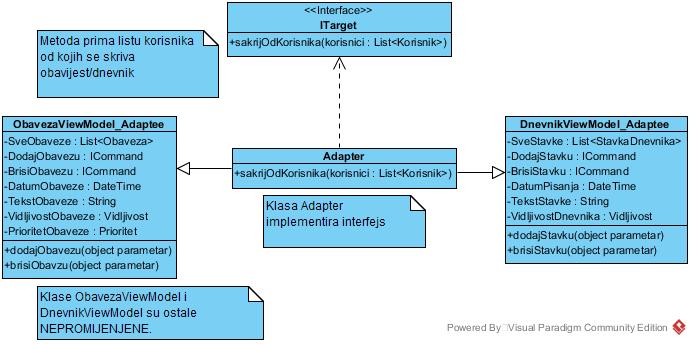 <<Interface>>
ITarget
+sakrijOdKorisnika(korisnici : List<Korisnik>)
Metoda prima listu korisnika
od kojih se skriva
obavijest/dnevnik
ObavezaViewModel_Adaptee
-SveObaveze : List<Obaveza>
-DodajObavezu : ICommand
-BrisiObavezu : ICommand
-DatumObaveze : DateTime
-TekstObaveze : String
-VidljivostObaveze : Vidljivost
-PrioritetObaveze : Prioritet
+dodajObavezu(object parametar)
+brisiObavzu(object parametar)
Adapter
+sakrijOdKorisnika(korisnici : List<Korisnik>)
DnevnikViewModel_Adaptee
-SveStavke : List<StavkaDnevnika>
-DodajStavku : ICommand
-BrisiStavku : ICommand
-DatumPisanja : DateTime
-TekstStavke : String
-VidljivostDnevnika : Vidljivost
+dodajStavku(object parametar)
+brisiStavku(object parametar)
Klasa Adapter
implementira interfejs
Klase ObavezaViewModel i
DnevnikViewModel su ostale
NEPROMIJENJENE.
Powered By Visual Paradigm Community Edition